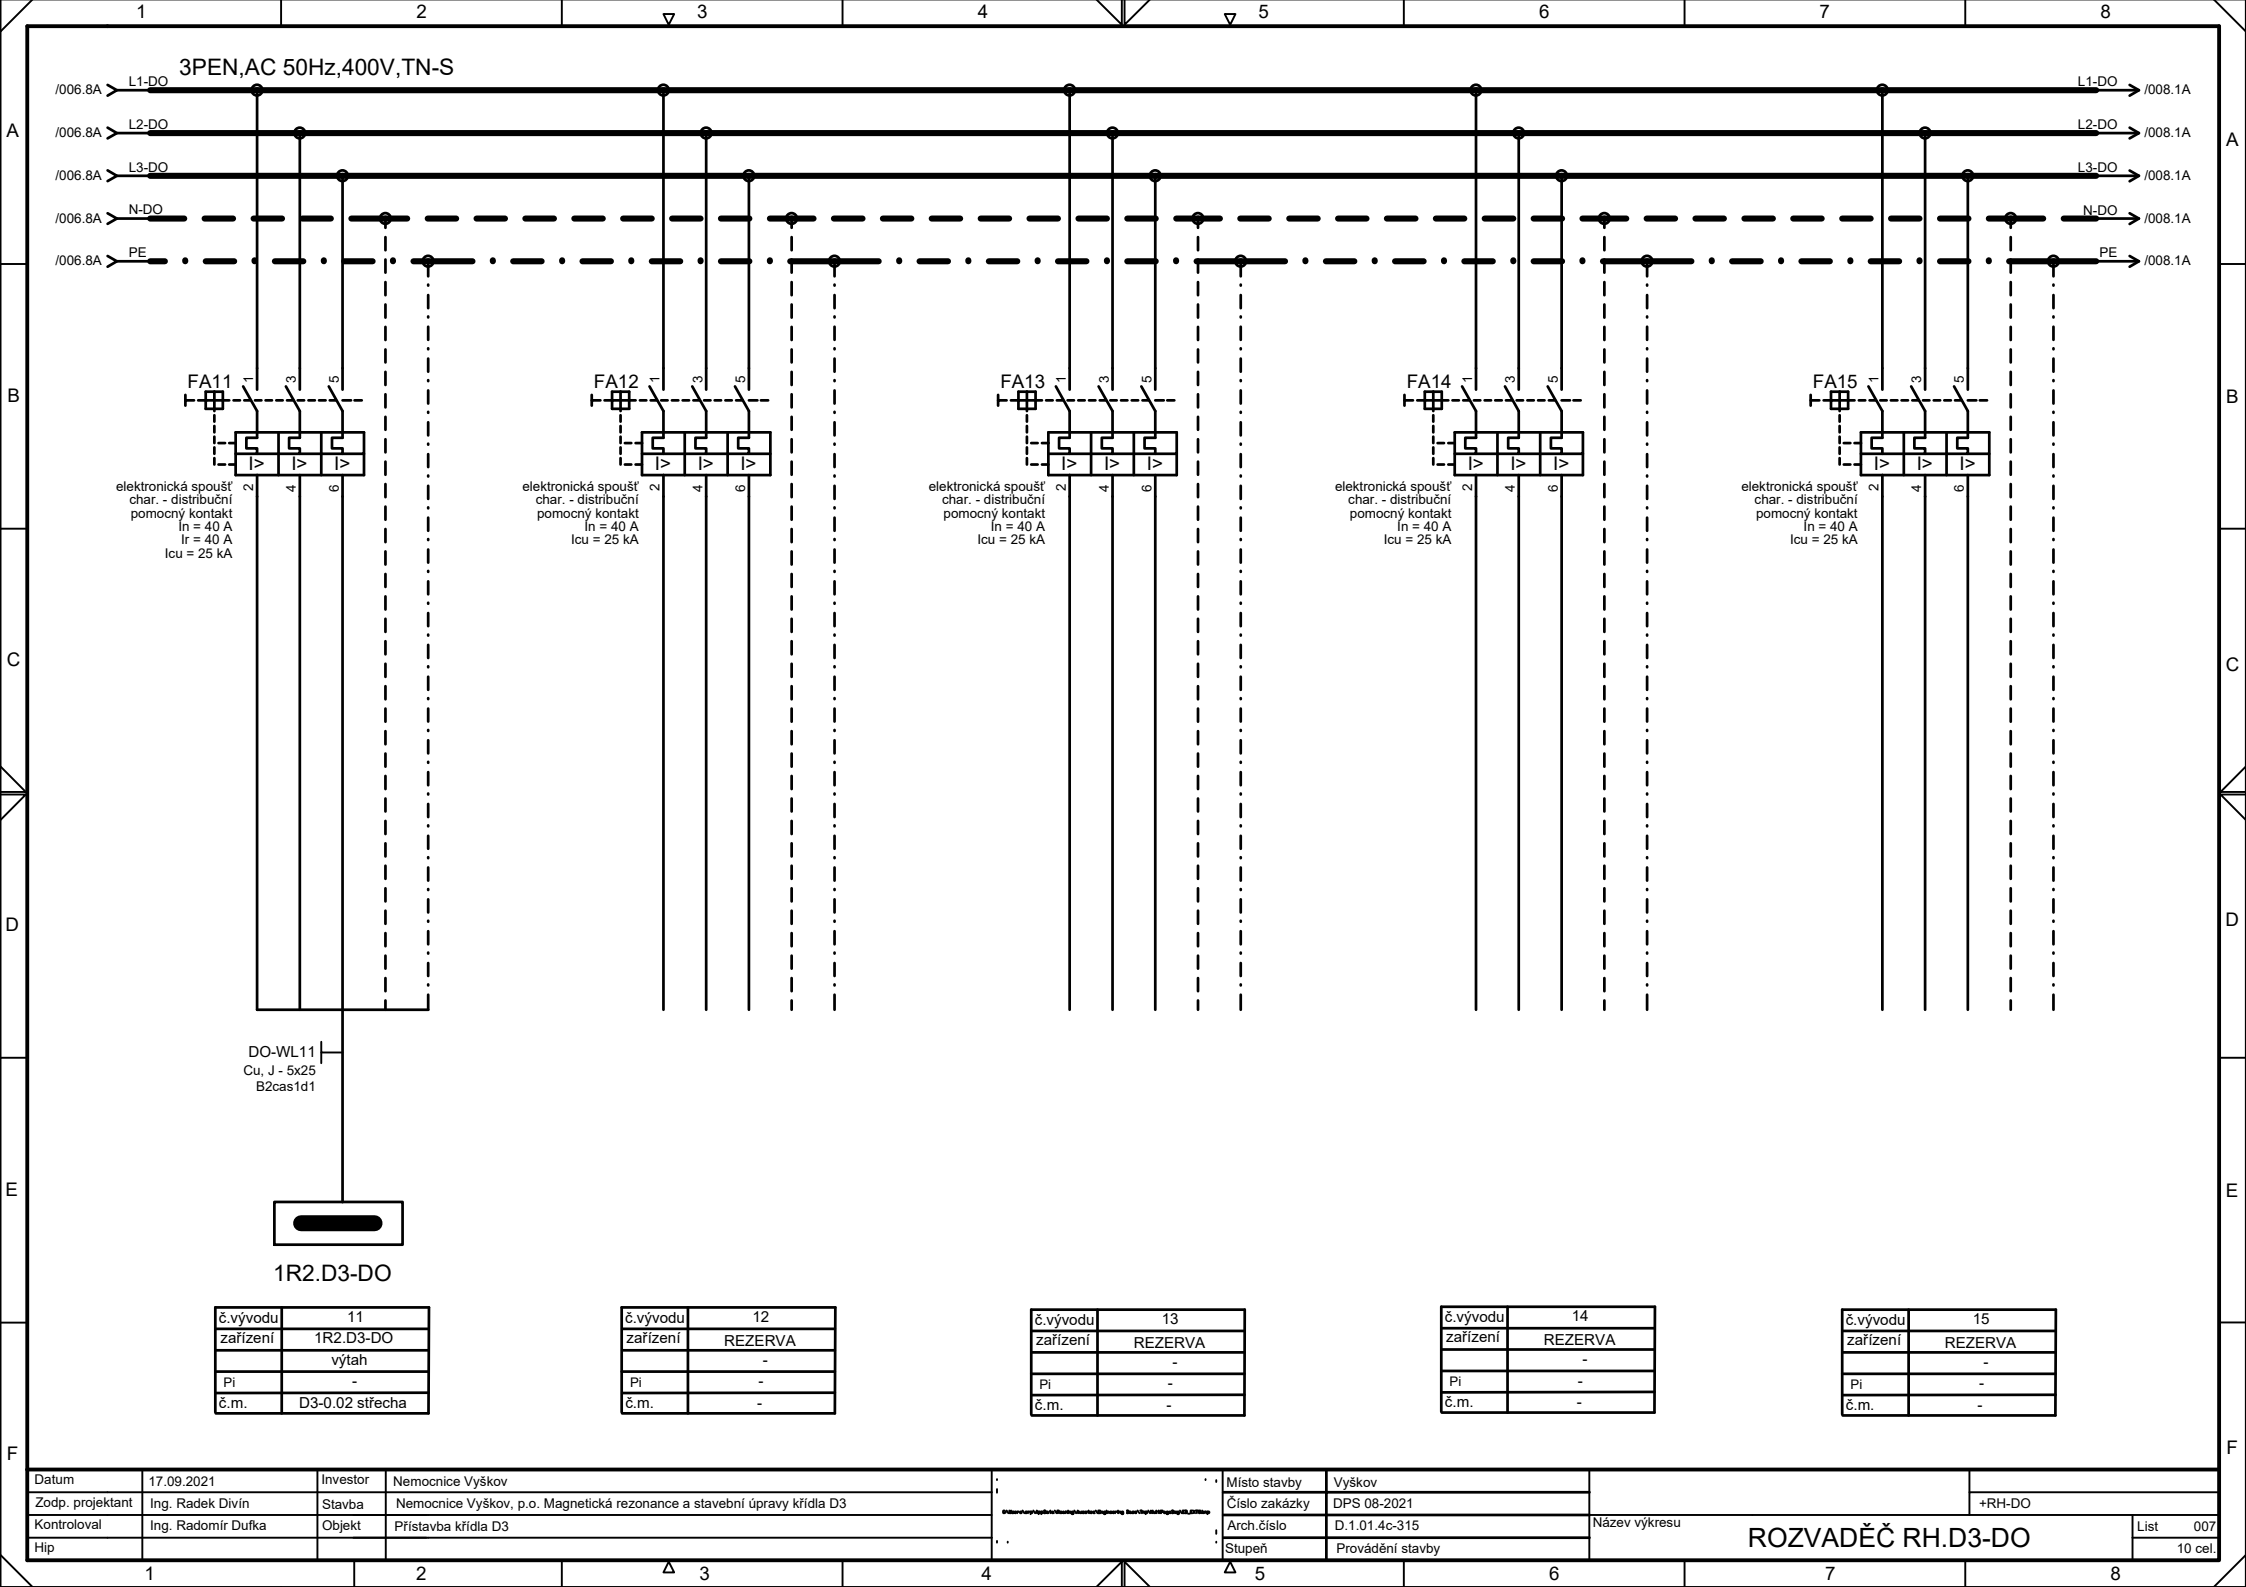 1 2 3 4 5 6 7 8
3PEN,AC 50Hz,400V,TN-S
/006.8A L1-DO L1-DO /008.1A
A /006.8A L2-DO L2-DO /008.1A A
/006.8A L3-DO L3-DO /008.1A
/006.8A N-DO N-DO /008.1A
/006.8A PE PE /008.1A
B B
FA11 1 3 5
I> I> I>
2 4 6
elektronická spoušť
char. - distribuční
pomocný kontakt
In = 40 A
Ir = 40 A
Icu = 25 kA
FA12 1 3 5
I> I> I>
2 4 6
elektronická spoušť
char. - distribuční
pomocný kontakt
In = 40 A
Icu = 25 kA
FA13 1 3 5
I> I> I>
2 4 6
elektronická spoušť
char. - distribuční
pomocný kontakt
In = 40 A
Icu = 25 kA
FA14 1 3 5
I> I> I>
2 4 6
elektronická spoušť
char. - distribuční
pomocný kontakt
In = 40 A
Icu = 25 kA
FA15 1 3 5
I> I> I>
2 4 6
elektronická spoušť
char. - distribuční
pomocný kontakt
In = 40 A
Icu = 25 kA
C C
D D
DO-WL11
Cu, J - 5x25
B2cas1d1
E E
1R2.D3-DO
č.vývodu 11
zařízení 1R2.D3-DO
výtah
Pi -
č.m. D3-0.02 střecha
č.vývodu 12
zařízení REZERVA
-
Pi -
č.m. -
č.vývodu 13
zařízení REZERVA
-
Pi -
č.m. -
č.vývodu 14
zařízení REZERVA
-
Pi -
č.m. -
č.vývodu 15
zařízení REZERVA
-
Pi -
č.m. -
F F
Datum 17.09.2021 Investor Nemocnice Vyškov Místo stavby Vyškov
Zodp. projektant Ing. Radek Divín Stavba Nemocnice Vyškov, p.o. Magnetická rezonance a stavební úpravy křídla D3 Číslo zakázky DPS 08-2021 +RH-DO
Kontroloval Ing. Radomír Dufka Objekt Přístavba křídla D3 Arch.číslo D.1.01.4c-315 Název výkresu ROZVADĚČ RH.D3-DO List 007
Hip Stupeň Provádění stavby 10 cel.
1 2 3 4 5 6 7 8